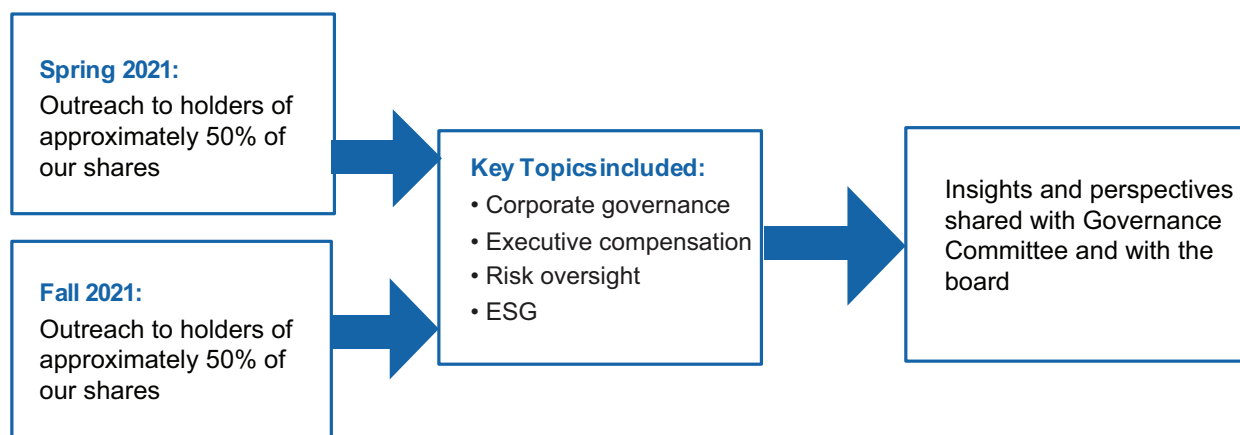 Spring 2021:
Outreach to holders of
approximately 50% of
our shares
Fall 2021:
Outreach to holders of
approximately 50% of
our shares
Key Topics included:
• Corporate governance
• Executive compensation
• Risk oversight
• ESG
Insights and perspectives
shared with Governance
Committee and with the
board